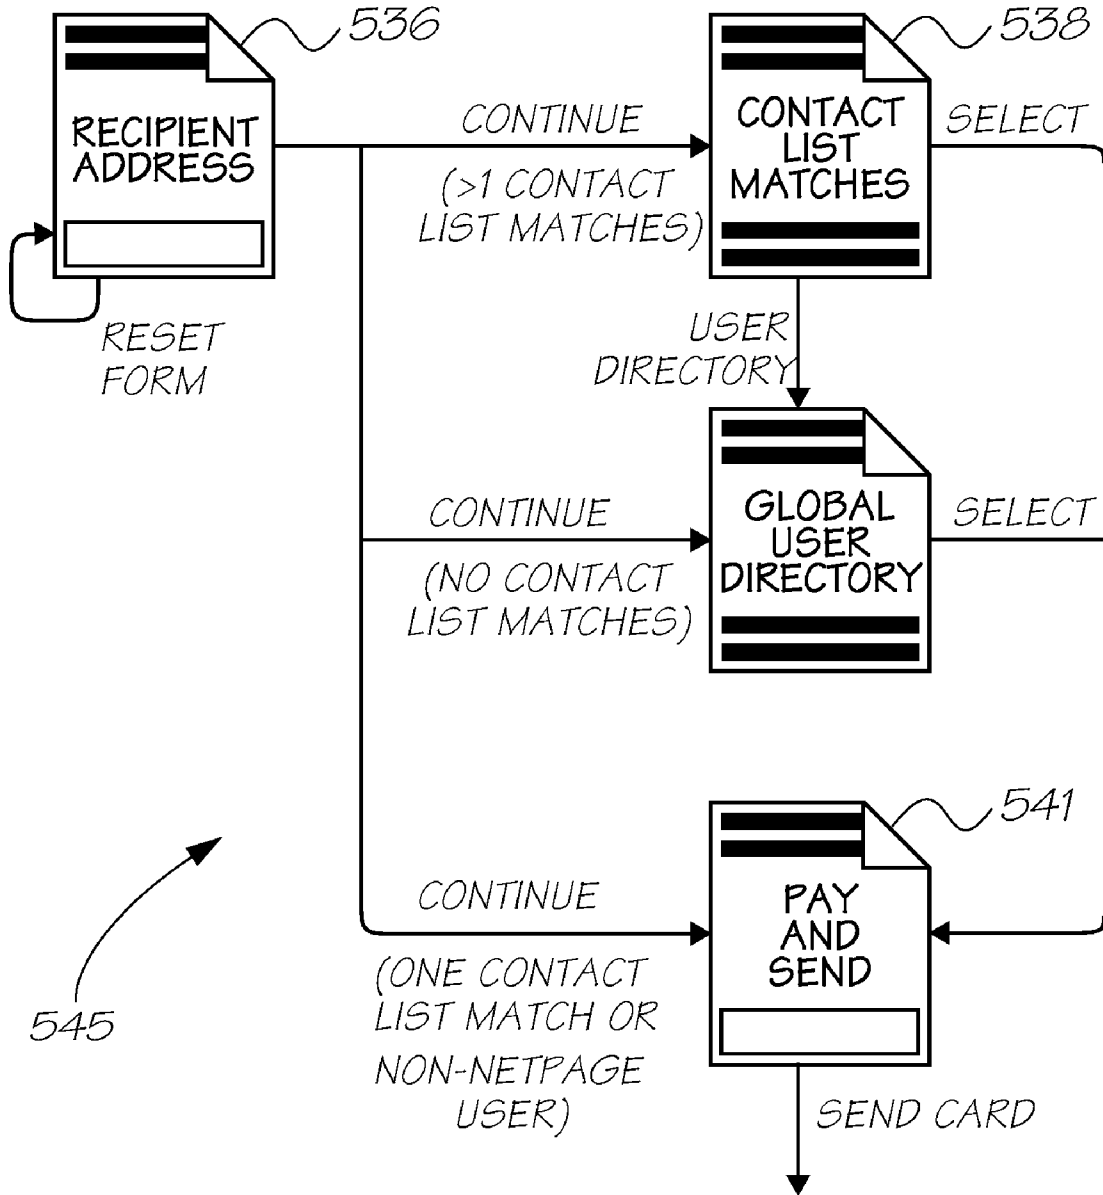 536
538
RECIPIENT
ADDRESS
CONTINUE
(>1 CONTACT
LIST MATCHES)
CONTACT
LIST
MATCHES
SELECT
RESET
FORM
USER
DIRECTORY
CONTINUE
(NO CONTACT
LIST MATCHES)
GLOBAL
USER
DIRECTORY
SELECT
541
CONTINUE
(ONE CONTACT
LIST MATCH OR
NON-NETPAGE
USER)
PAY
AND
SEND
545
SEND CARD